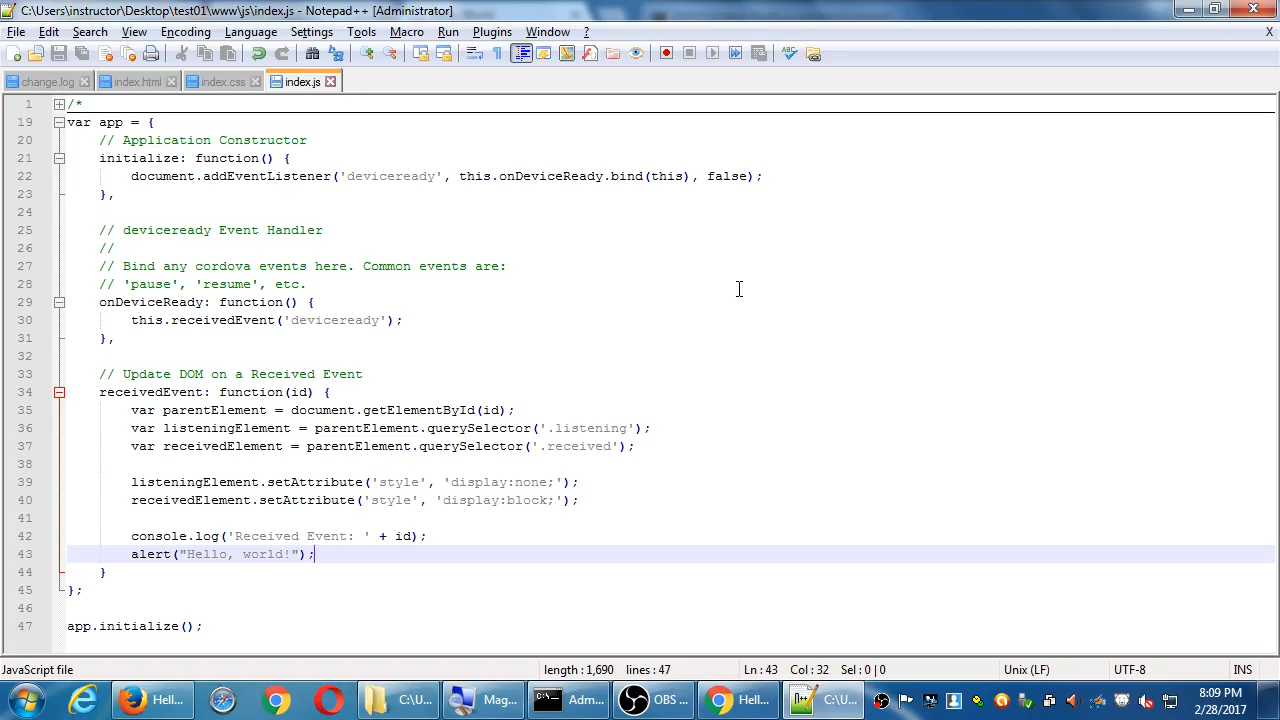 C:\Users\instructor\Desktop\test01\www\js\index.js - Notepad++ [Administrator]
File Edit Search View Encoding Language Settings Tools Macro Run Plugins Window ? X
change.log index.html index.css index.js
1 /*
19 var app = {
20 // Application Constructor
21 initialize: function() {
22 document.addEventListener('deviceready', this.onDeviceReady.bind(this), false);
23 },
24
25 // deviceready Event Handler
26 //
27 // Bind any cordova events here. Common events are:
28 // 'pause', 'resume', etc.
29 onDeviceReady: function() {
30 this.receivedEvent('deviceready');
31 },
32
33 // Update DOM on a Received Event
34 receivedEvent: function(id) {
35 var parentElement = document.getElementById(id);
36 var listeningElement = parentElement.querySelector('.listening');
37 var receivedElement = parentElement.querySelector('.received');
38
39 listeningElement.setAttribute('style', 'display:none;');
40 receivedElement.setAttribute('style', 'display:block;');
41
42 console.log('Received Event: ' + id);
43 alert("Hello, world!");
44 }
45 };
46
47 app.initialize();
JavaScript file length : 1,690 lines : 47 Ln : 43 Col : 32 Sel : 0 | 0 Unix (LF) UTF-8 INS
Hell... C:\U... Mag... Adm... OBS ... Hell... C:\U... 8:09 PM
2/28/2017